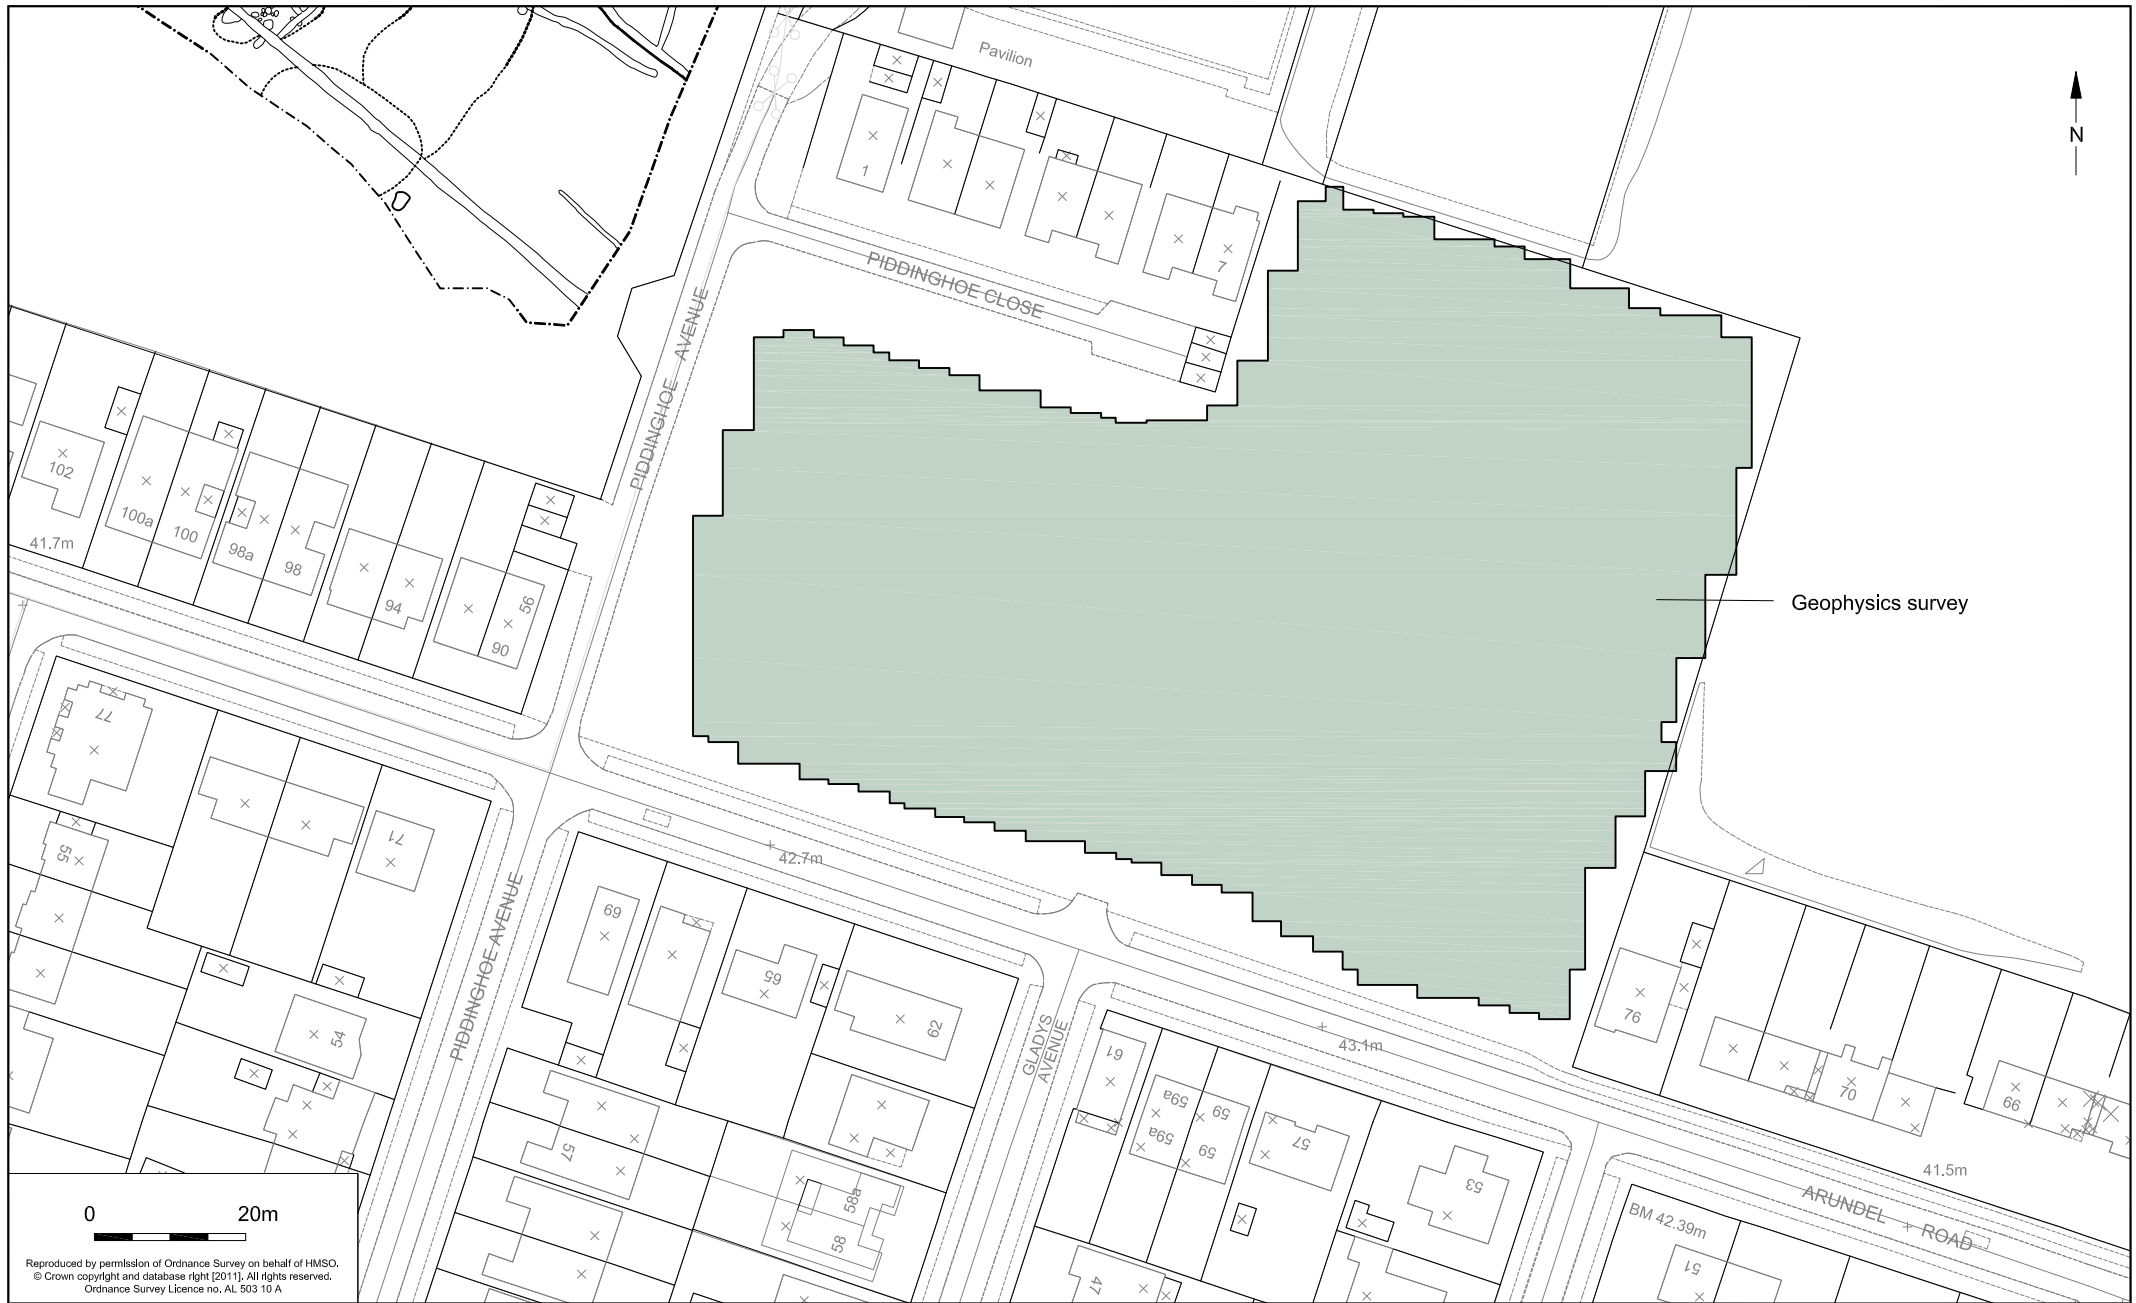 Pavilion
N
1
7
PIDDINGHOE CLOSE
PIDDINGHOE AVENUE
102
100a
100
98a
98
94
56
90
41.7m
Geophysics survey
77
71
55
54
PIDDINGHOE AVENUE
42.7m
69
65
62
57
58a
58
GLADYS
AVENUE
61
59a
59
59a
59
57
53
47
43.1m
76
70
66
41.5m
ARUNDEL ROAD
BM 42.39m
51
0 20m
Reproduced by permission of Ordnance Survey on behalf of HMSO.
© Crown copyright and database right [2011]. All rights reserved.
Ordnance Survey Licence no. AL 503 10 A